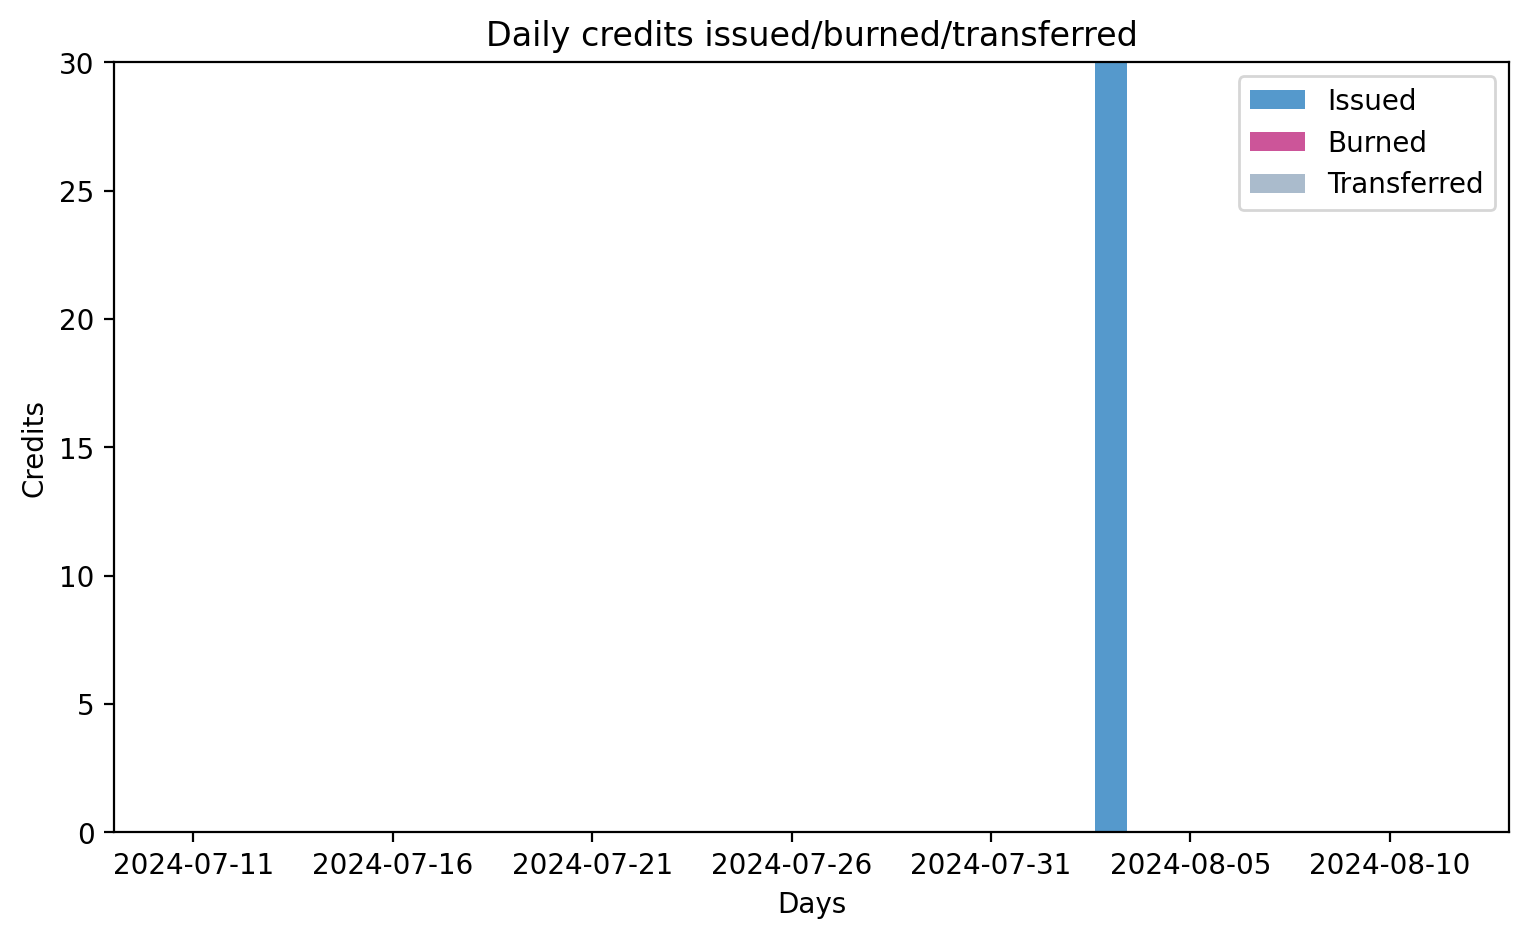 Daily credits issued/burned/transferred
30
25
20
15
10
5
0
Credits
Issued
Burned
Transferred
2024-07-11 2024-07-16 2024-07-21 2024-07-26 2024-07-31 2024-08-05 2024-08-10
Days